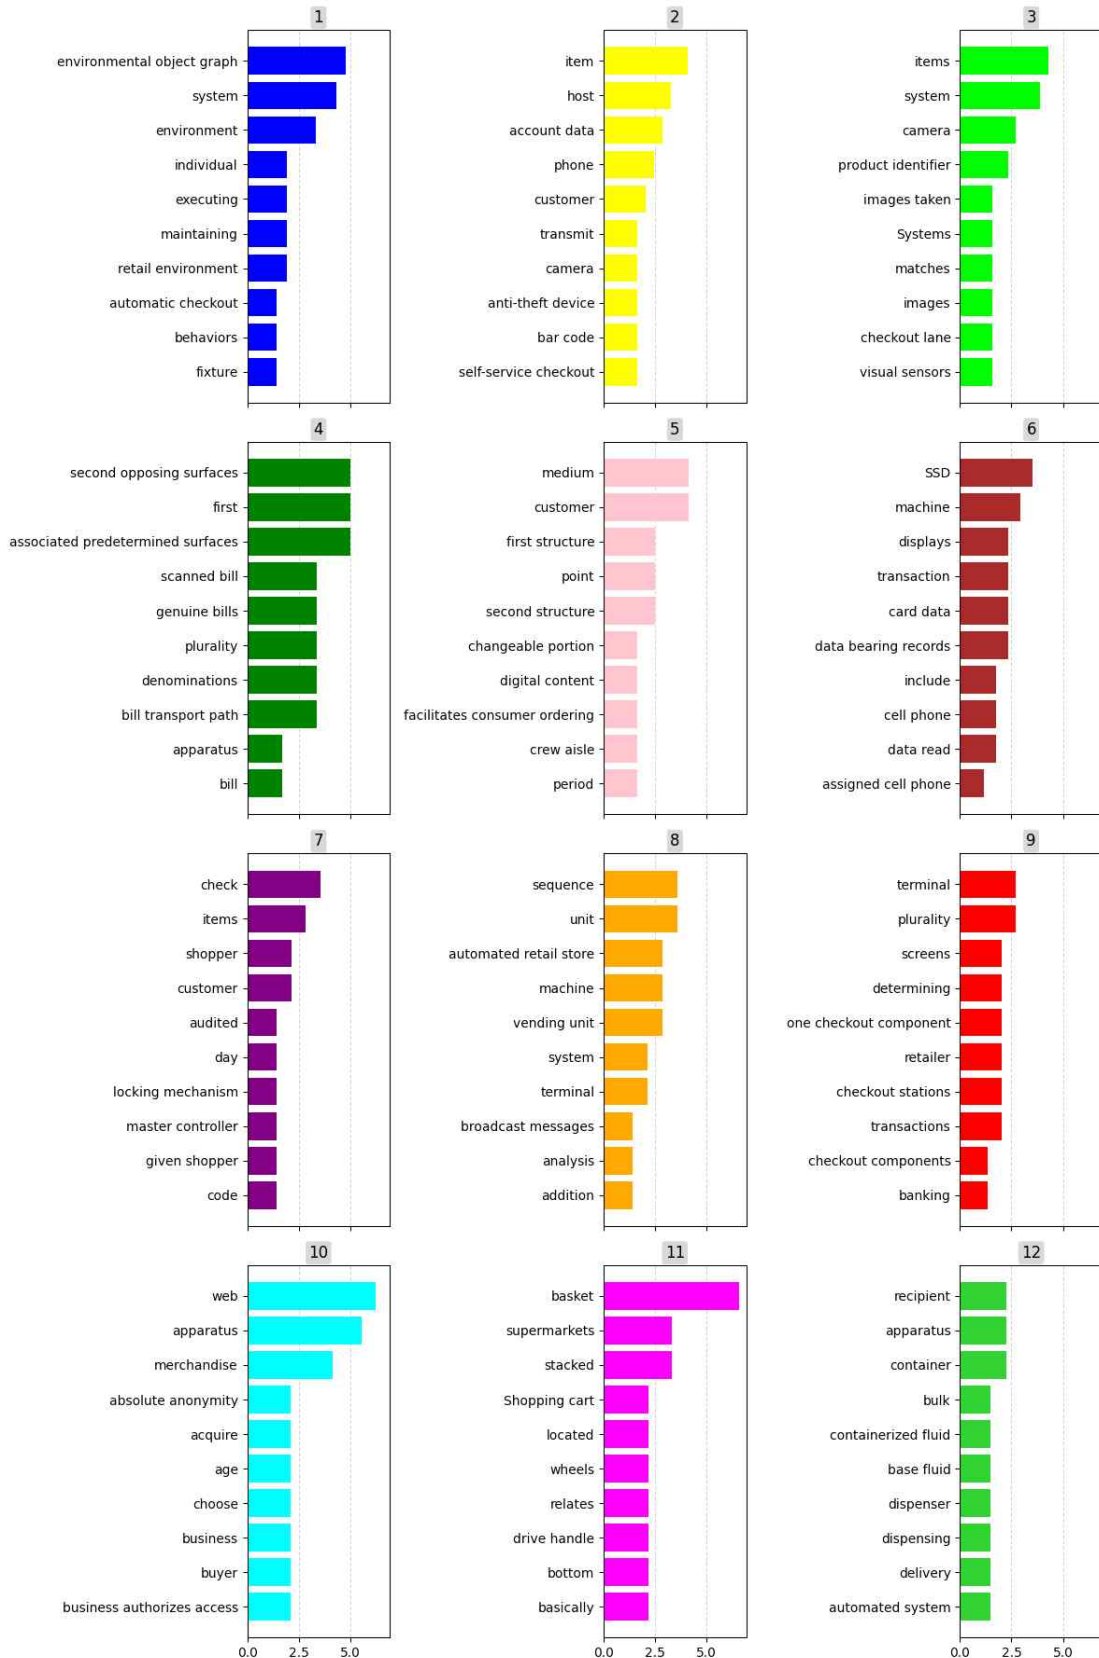 1
environmental object graph
system
environment
individual
executing
maintaining
retail environment
automatic checkout
behaviors
fixture
2
item
host
account data
phone
customer
transmit
camera
anti-theft device
bar code
self-service checkout
3
items
system
camera
product identifier
images taken
Systems
matches
images
checkout lane
visual sensors
4
second opposing surfaces
first
associated predetermined surfaces
scanned bill
genuine bills
plurality
denominations
bill transport path
apparatus
bill
5
medium
customer
first structure
point
second structure
changeable portion
digital content
facilitates consumer ordering
crew aisle
period
6
SSD
machine
displays
transaction
card data
data bearing records
include
cell phone
data read
assigned cell phone
7
check
items
shopper
customer
audited
day
locking mechanism
master controller
given shopper
code
8
sequence
unit
automated retail store
machine
vending unit
system
terminal
broadcast messages
analysis
addition
9
terminal
plurality
screens
determining
one checkout component
retailer
checkout stations
transactions
checkout components
banking
10
web
apparatus
merchandise
absolute anonymity
acquire
age
choose
business
buyer
business authorizes access
0.0 2.5 5.0
11
basket
supermarkets
stacked
Shopping cart
located
wheels
relates
drive handle
bottom
basically
0.0 2.5 5.0
12
recipient
apparatus
container
bulk
containerized fluid
base fluid
dispenser
dispensing
delivery
automated system
0.0 2.5 5.0